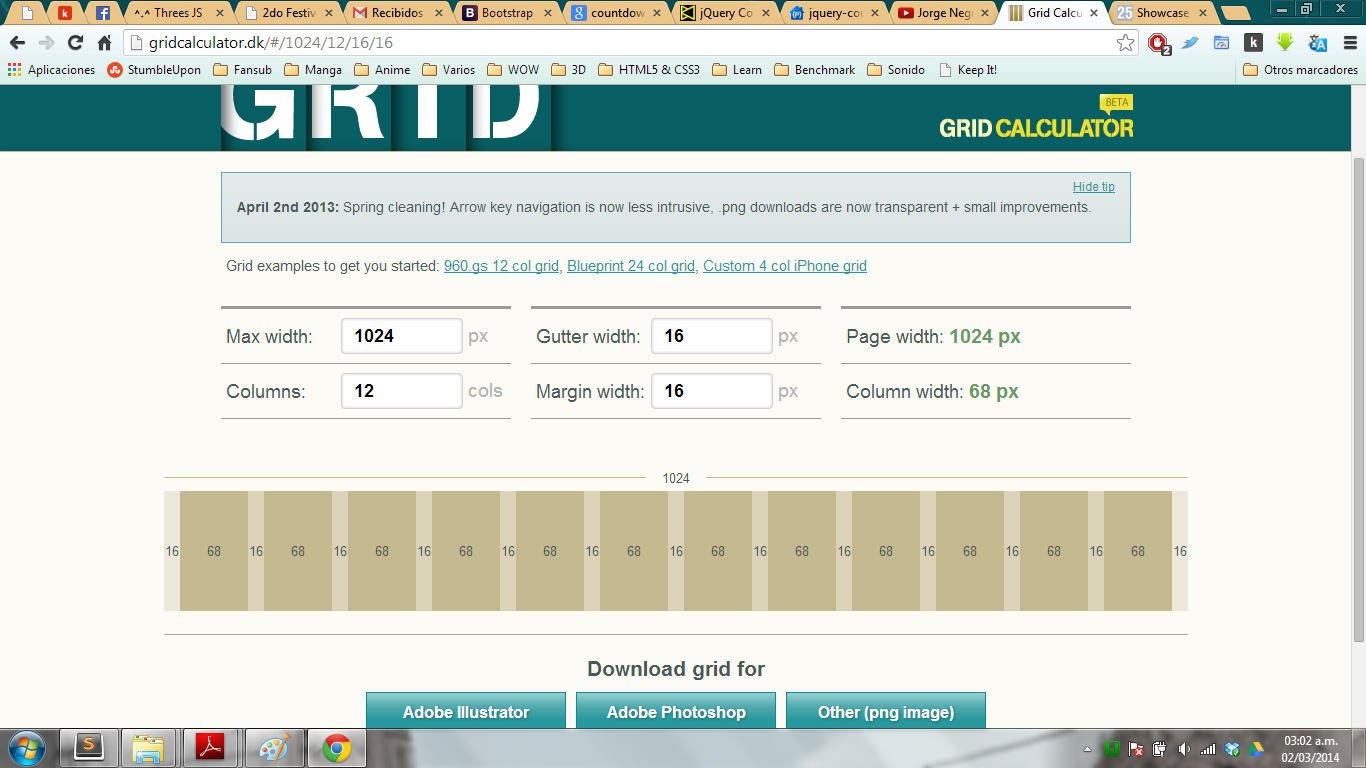 ^.^ Threes JS
2do Festiv
Recibidos
Bootstrap
countdow
jQuery Co
jquery-cou
Jorge Neg
Grid Calcu
25 Showcase
gridcalculator.dk/#/1024/12/16/16
2
Aplicaciones
StumbleUpon
Fansub
Manga
Anime
Varios
WOW
3D
HTML5 & CSS3
Learn
Benchmark
Sonido
Keep It!
Otros marcadores
GRID
BETA
GRID CALCULATOR
Hide tip
April 2nd 2013: Spring cleaning! Arrow key navigation is now less intrusive, .png downloads are now transparent + small improvements.
Grid examples to get you started: 960.gs 12 col grid, Blueprint 24 col grid, Custom 4 col iPhone grid
Max width: 1024 px
Gutter width: 16 px
Page width: 1024 px
Columns: 12 cols
Margin width: 16 px
Column width: 68 px
1024
16 68 16 68 16 68 16 68 16 68 16 68 16 68 16 68 16 68 16 68 16 68 16 68 16
Download grid for
Adobe Illustrator
Adobe Photoshop
Other (png image)
03:02 a.m.
02/03/2014